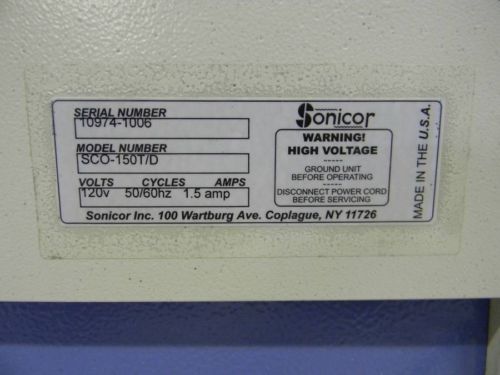 SERIAL NUMBER
10974-1006
MODEL NUMBER
SCO-150T/D
VOLTS CYCLES AMPS
120v 50/60hz 1.5 amp
Sonicor
WARNING!
HIGH VOLTAGE
-----
GROUND UNIT
BEFORE OPERATING
-----
DISCONNECT POWER CORD
BEFORE SERVICING
Sonicor Inc. 100 Wartburg Ave. Coplague, NY 11726
MADE IN THE U.S.A.